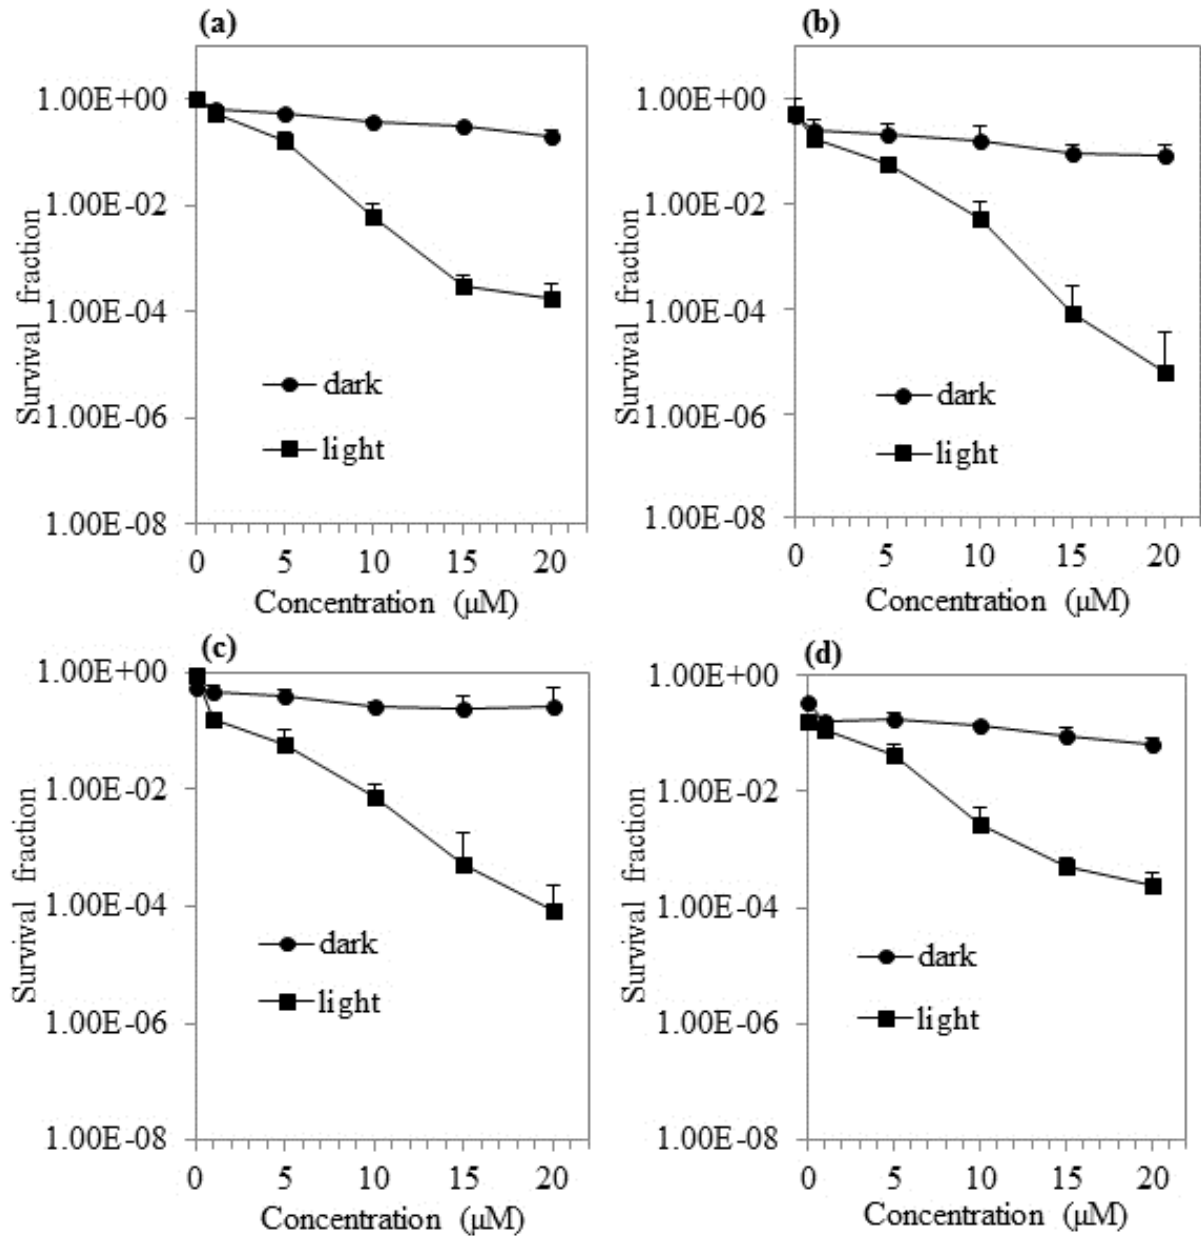 (a)
1.00E+00
1.00E-02
1.00E-04
1.00E-06
1.00E-08
Survival fraction
dark
light
0 5 10 15 20
Concentration (μM)
(b)
1.00E+00
1.00E-02
1.00E-04
1.00E-06
1.00E-08
Survival fraction
dark
light
0 5 10 15 20
Concentration (μM)
(c)
1.00E+00
1.00E-02
1.00E-04
1.00E-06
1.00E-08
Survival fraction
dark
light
0 5 10 15 20
Concentration (μM)
(d)
1.00E+00
1.00E-02
1.00E-04
1.00E-06
1.00E-08
Survival fraction
dark
light
0 5 10 15 20
Concentration (μM)